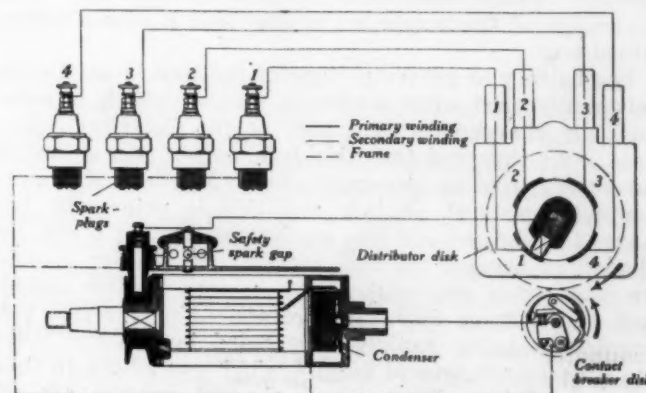 4
3
2
1
1
2
3
4
Primary winding
Secondary winding
Frame
Spark-
plugs
Safety
spark gap
2
3
Distributor disk
1
4
Condenser
Contact
breaker disk